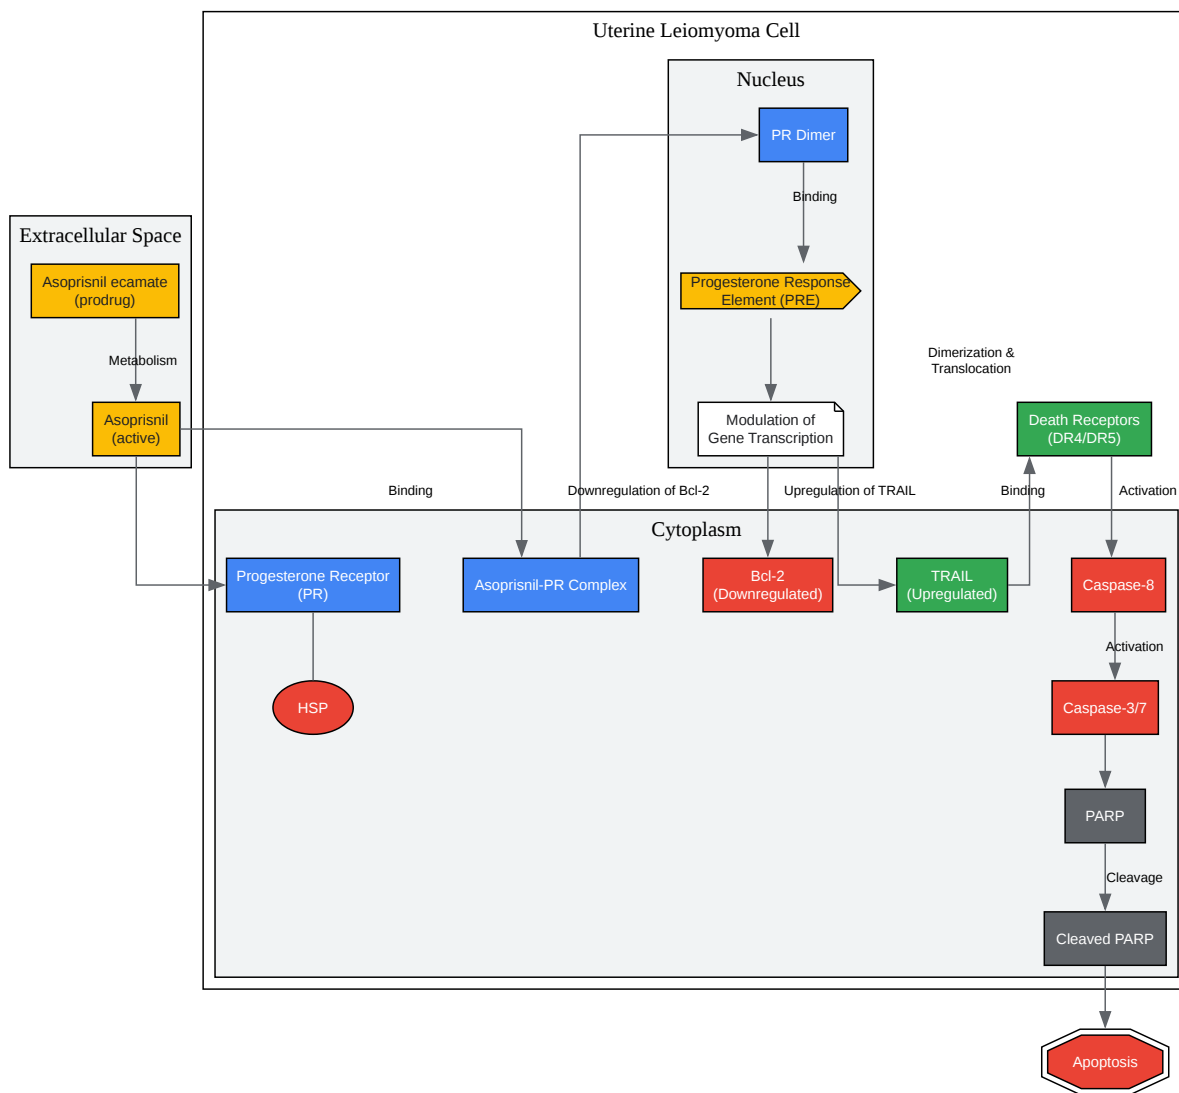 Uterine Leiomyoma Cell
Nucleus
PR Dimer
Binding
Extracellular Space
Asoprisnil ecamate
(prodrug)
Progesterone Response
Element (PRE)
Metabolism
Dimerization &
Translocation
Asoprisnil
(active)
Modulation of
Gene Transcription
Death Receptors
(DR4/DR5)
Binding
Downregulation of Bcl-2
Upregulation of TRAIL
Binding
Activation
Cytoplasm
Progesterone Receptor
(PR)
Asoprisnil-PR Complex
Bcl-2
(Downregulated)
TRAIL
(Upregulated)
Caspase-8
Activation
HSP
Caspase-3/7
PARP
Cleavage
Cleaved PARP
Apoptosis